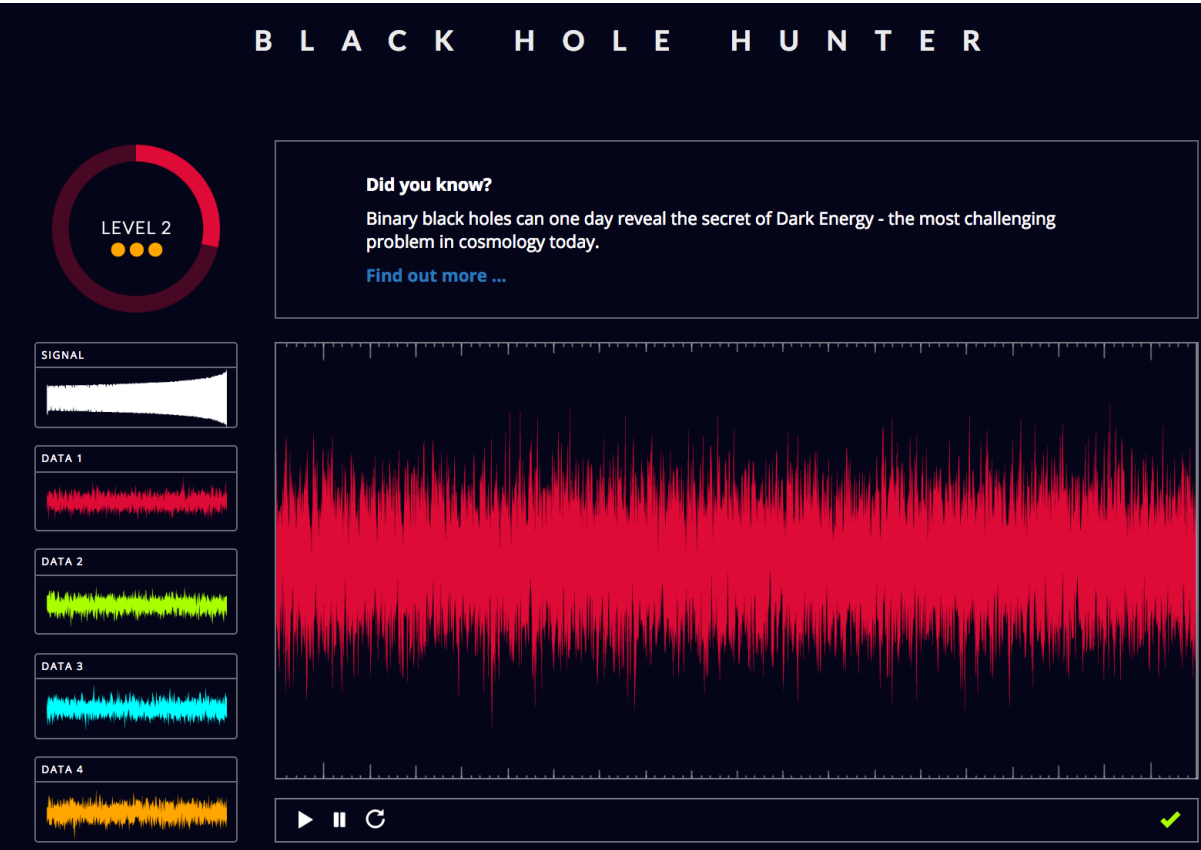 BLACK HOLE HUNTER
LEVEL 2
Did you know?
Binary black holes can one day reveal the secret of Dark Energy - the most challenging
problem in cosmology today.
Find out more ...
SIGNAL
DATA 1
DATA 2
DATA 3
DATA 4